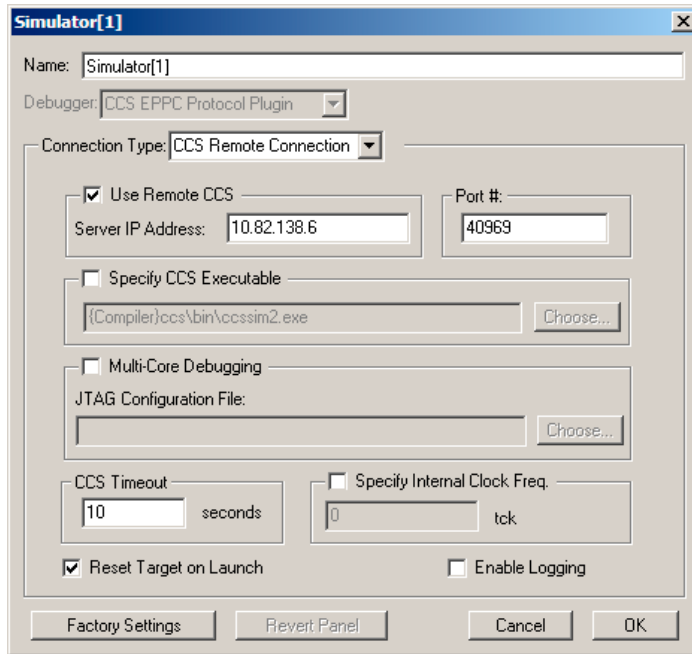 Simulator[1]
Name: Simulator[1]
Debugger: CCS EPPC Protocol Plugin
Connection Type: CCS Remote Connection
Use Remote CCS
Port #:
Server IP Address: 10.82.138.6
40969
Specify CCS Executable
{Compiler}ccs\bin\ccssim2.exe Choose...
Multi-Core Debugging
JTAG Configuration File:
Choose...
CCS Timeout
Specify Internal Clock Freq.
10 seconds
0 tck
Reset Target on Launch
Enable Logging
Factory Settings Revert Panel Cancel OK